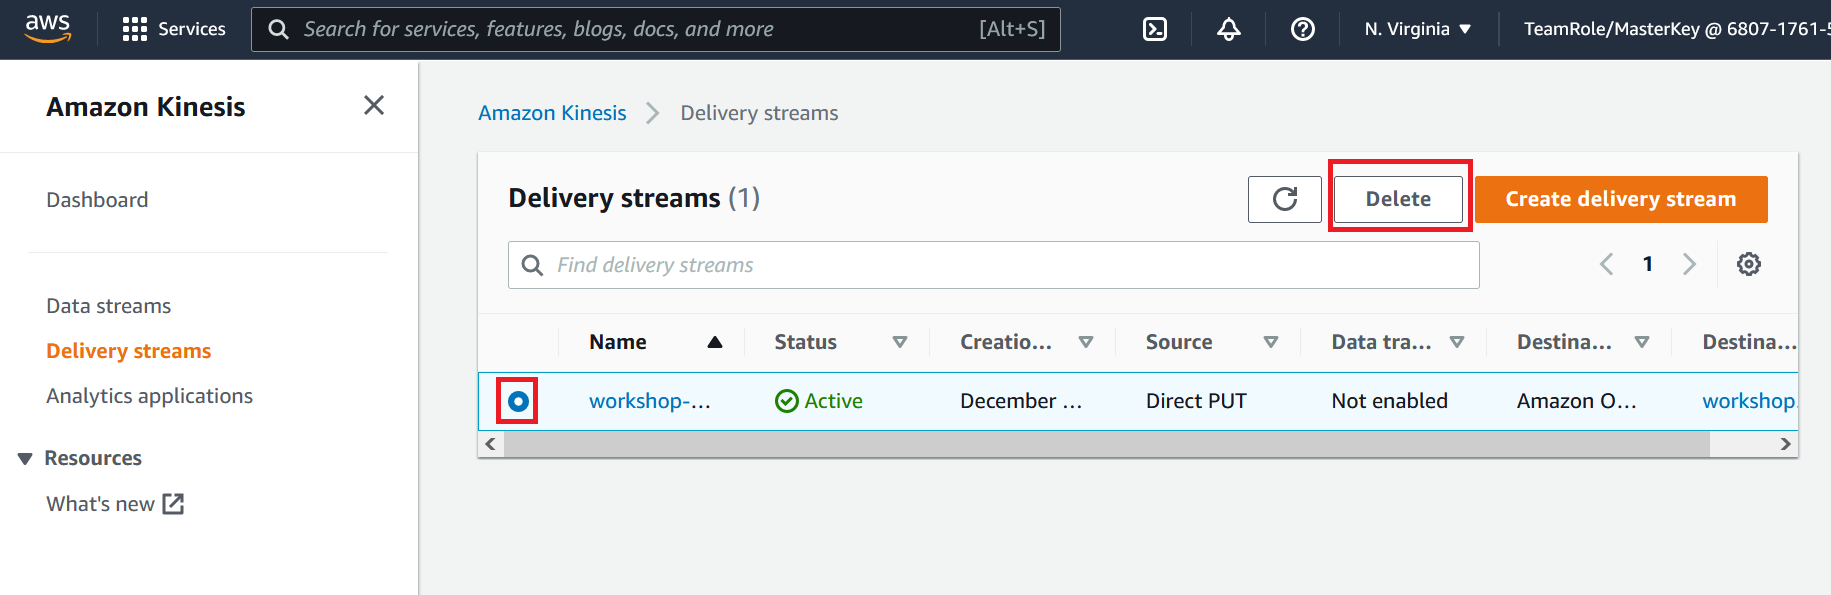 aws
Services
Search for services, features, blogs, docs, and more
[Alt+S]
N. Virginia
TeamRole/MasterKey @ 6807-1761-5
Amazon Kinesis
Dashboard
Data streams
Delivery streams
Analytics applications
Resources
What's new
Amazon Kinesis
Delivery streams
Delivery streams (1)
Delete
Create delivery stream
Find delivery streams
1
Name
Status
Creatio...
Source
Data tra...
Destina...
Destina...
workshop-...
Active
December ...
Direct PUT
Not enabled
Amazon O...
workshop